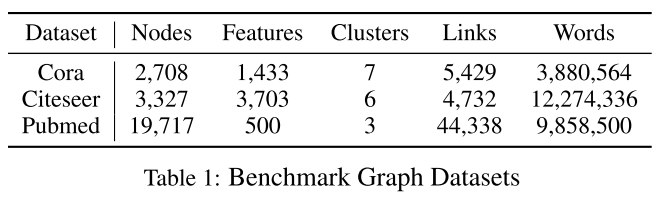 Dataset Nodes Features Clusters Links Words
Cora 2,708 1,433 7 5,429 3,880,564
Citeseer 3,327 3,703 6 4,732 12,274,336
Pubmed 19,717 500 3 44,338 9,858,500
Table 1: Benchmark Graph Datasets